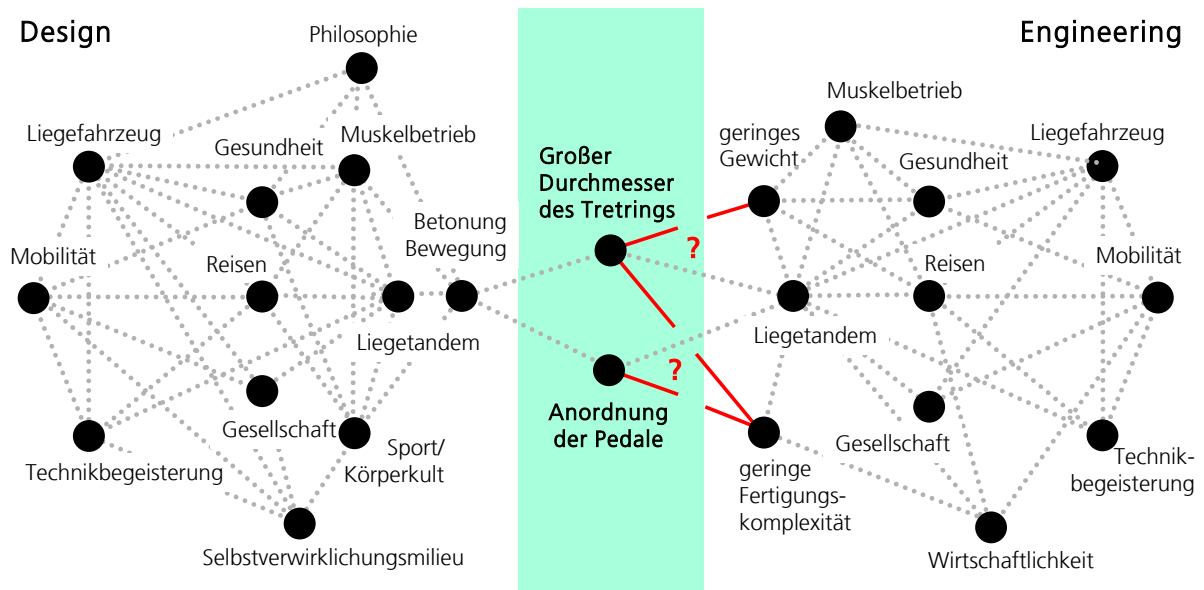 Design
Philosophie
Liegefahrzeug
Gesundheit
Muskelbetrieb
Betonung
Bewegung
Mobilität
Reisen
Liegetandem
Gesellschaft
Sport/
Körperkult
Technikbegeisterung
Selbstverwirklichungsmilieu
Großer
Durchmesser
des Tretrings
?
?
Anordnung
der Pedale
Engineering
Muskelbetrieb
geringes
Gewicht
Gesundheit
Liegefahrzeug
Reisen
Mobilität
Liegetandem
Gesellschaft
Technik-
begeisterung
geringe
Fertigungs-
komplexität
Wirtschaftlichkeit